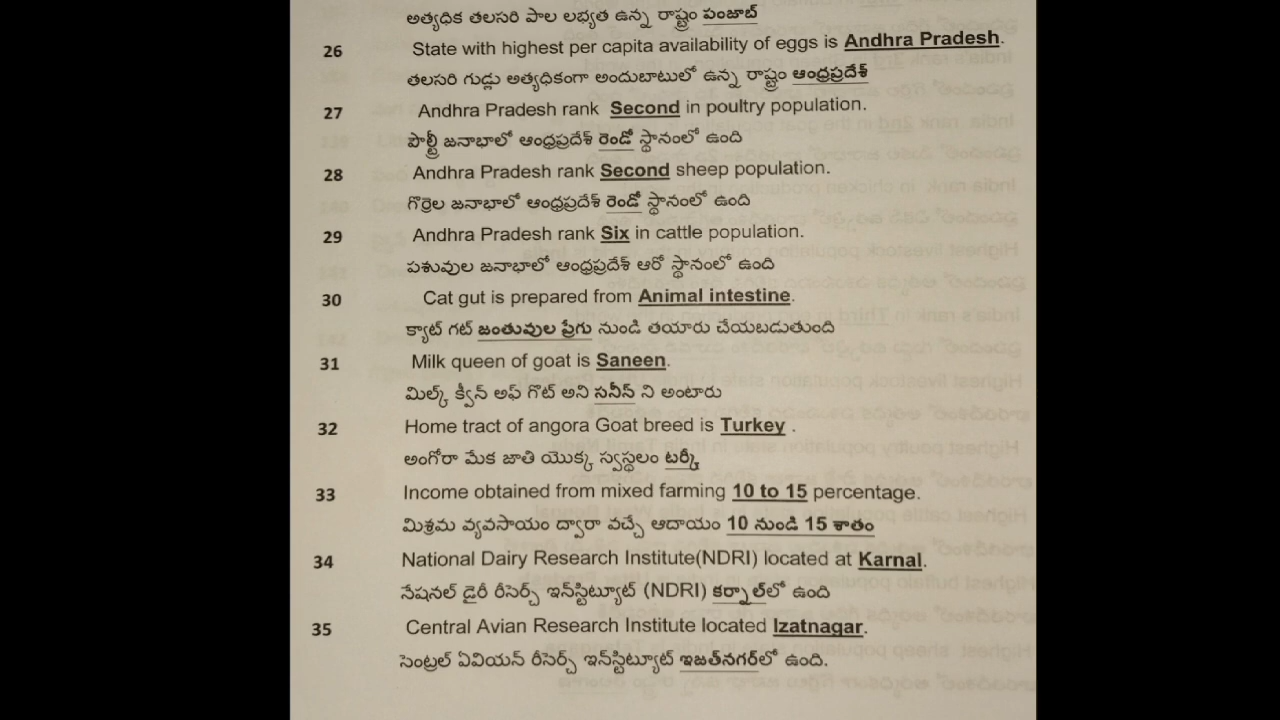 అత్యధిక తలసరి పాల లభ్యత ఉన్న రాష్ట్రం పంజాబ్
26 State with highest per capita availability of eggs is Andhra Pradesh.
తలసరి గుడ్లు అత్యధికంగా అందుబాటులో ఉన్న రాష్ట్రం ఆంధ్రప్రదేశ్
27 Andhra Pradesh rank Second in poultry population.
పౌల్ట్రీ జనాభాలో ఆంధ్రప్రదేశ్ రెండో స్థానంలో ఉంది
28 Andhra Pradesh rank Second sheep population.
గొర్రెల జనాభాలో ఆంధ్రప్రదేశ్ రెండో స్థానంలో ఉంది
29 Andhra Pradesh rank Six in cattle population.
పశువుల జనాభాలో ఆంధ్రప్రదేశ్ ఆరో స్థానంలో ఉంది
30 Cat gut is prepared from Animal intestine.
క్యాట్ గట్ జంతువుల ప్రేగు నుండి తయారు చేయబడుతుంది
31 Milk queen of goat is Saneen.
మిల్క్ క్వీన్ అఫ్ గొట్ అని సనీన్ ని అంటారు
32 Home tract of angora Goat breed is Turkey .
అంగోరా మేక జాతి యొక్క స్వస్థలం టర్కీ
33 Income obtained from mixed farming 10 to 15 percentage.
మిశ్రమ వ్యవసాయం ద్వారా వచ్చే ఆదాయం 10 నుండి 15 శాతం
34 National Dairy Research Institute(NDRI) located at Karnal.
నేషనల్ డైరీ రీసెర్చ్ ఇన్‌స్టిట్యూట్ (NDRI) కర్నాల్‌లో ఉంది
35 Central Avian Research Institute located Izatnagar.
సెంట్రల్ ఏవియన్ రీసెర్చ్ ఇన్‌స్టిట్యూట్ ఇజత్‌నగర్‌లో ఉంది.